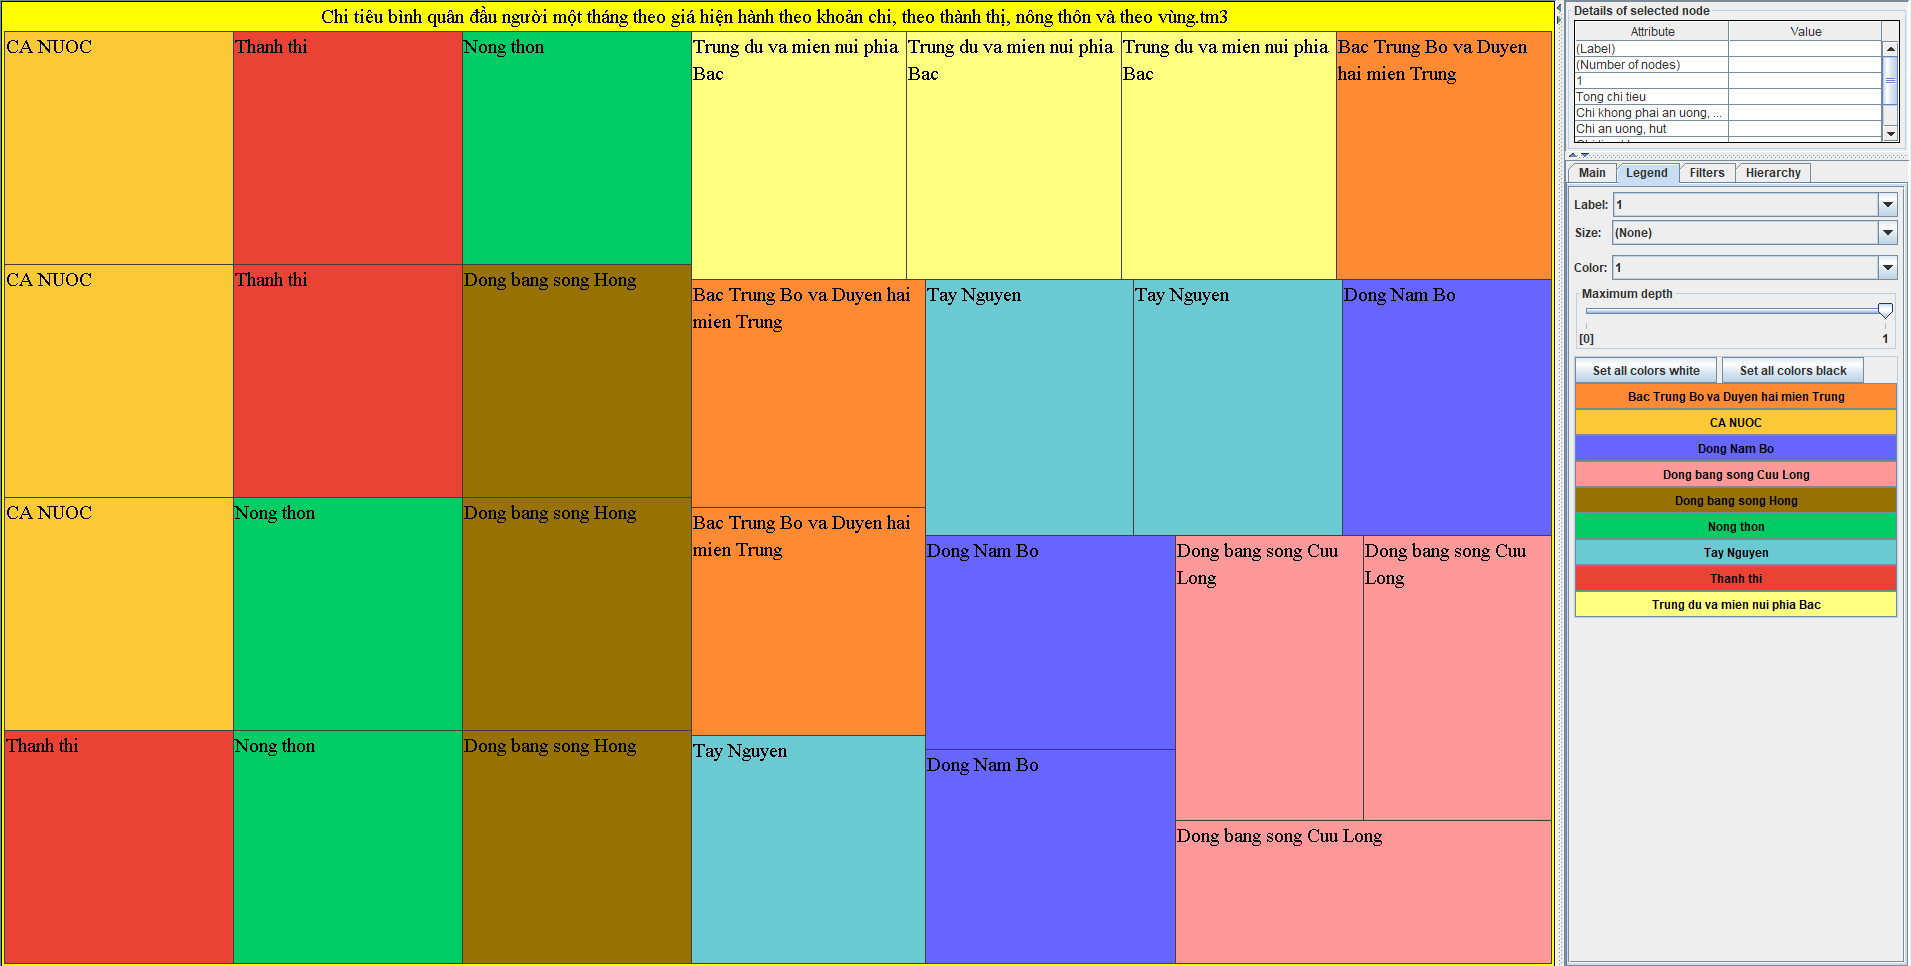 Chi tiêu bình quân đầu người một tháng theo giá hiện hành theo khoản chi, theo thành thị, nông thôn và theo vùng.tm3
CA NUOC
Thanh thi
Nong thon
Trung du va mien nui phia
Bac
Trung du va mien nui phia
Bac
Trung du va mien nui phia
Bac
Bac Trung Bo va Duyen
hai mien Trung
CA NUOC
Thanh thi
Dong bang song Hong
Bac Trung Bo va Duyen hai
mien Trung
Tay Nguyen
Tay Nguyen
Dong Nam Bo
CA NUOC
Nong thon
Dong bang song Hong
Bac Trung Bo va Duyen hai
mien Trung
Dong Nam Bo
Dong bang song Cuu
Long
Dong bang song Cuu
Long
Thanh thi
Nong thon
Dong bang song Hong
Tay Nguyen
Dong Nam Bo
Dong bang song Cuu Long
Details of selected node
Attribute Value
(Label)
(Number of nodes)
1
Tong chi tieu
Chi khong phai an uong, ...
Chi an uong, hut
Main Legend Filters Hierarchy
Label: 1
Size: (None)
Color: 1
Maximum depth
[0] 1
Set all colors white Set all colors black
Bac Trung Bo va Duyen hai mien Trung
CA NUOC
Dong Nam Bo
Dong bang song Cuu Long
Dong bang song Hong
Nong thon
Tay Nguyen
Thanh thi
Trung du va mien nui phia Bac